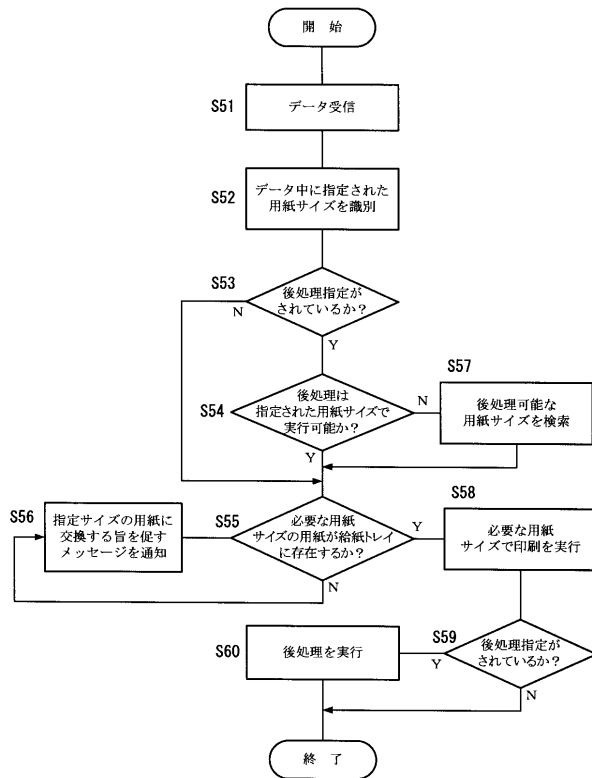 開 始
S51
データ受信
S52
データ中に指定された
用紙サイズを識別
S53
後処理指定が
されているか？
N
Y
S57
後処理可能な
用紙サイズを検索
S54
後処理は
指定された用紙サイズで
実行可能か？
N
Y
S56
指定サイズの用紙に
交換する旨を促す
メッセージを通知
S55
必要な用紙
サイズの用紙が給紙トレイ
に存在するか？
Y
N
S58
必要な用紙
サイズで印刷を実行
S59
後処理指定が
されているか？
Y
N
S60
後処理を実行
終 了